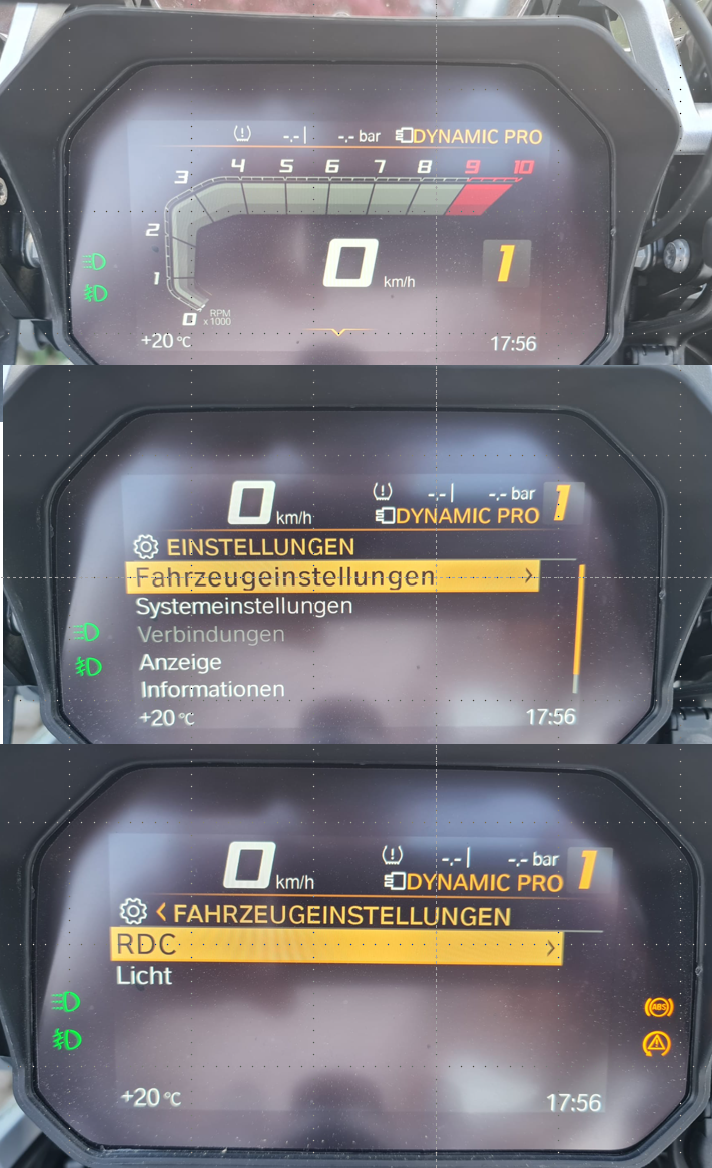 -.- | -.- bar DYNAMIC PRO
3 4 5 6 7 8 9 10
2
0 km/h 1
1
0 RPM x1000
+20 °C 17:56
0 km/h -.- | -.- bar 1
DYNAMIC PRO
EINSTELLUNGEN
Fahrzeugeinstellungen >
Systemeinstellungen
Verbindungen
Anzeige
Informationen
+20 °C 17:56
0 km/h -.- | -.- bar 1
DYNAMIC PRO
< FAHRZEUGEINSTELLUNGEN
RDC >
Licht
ABS
+20 °C 17:56